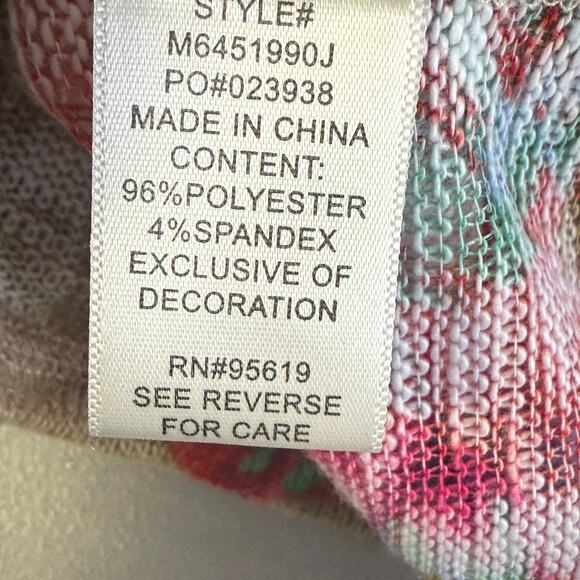 STYLE#
M6451990J
PO#023938
MADE IN CHINA
CONTENT:
96%POLYESTER
4%SPANDEX
EXCLUSIVE OF
DECORATION
RN#95619
SEE REVERSE
FOR CARE